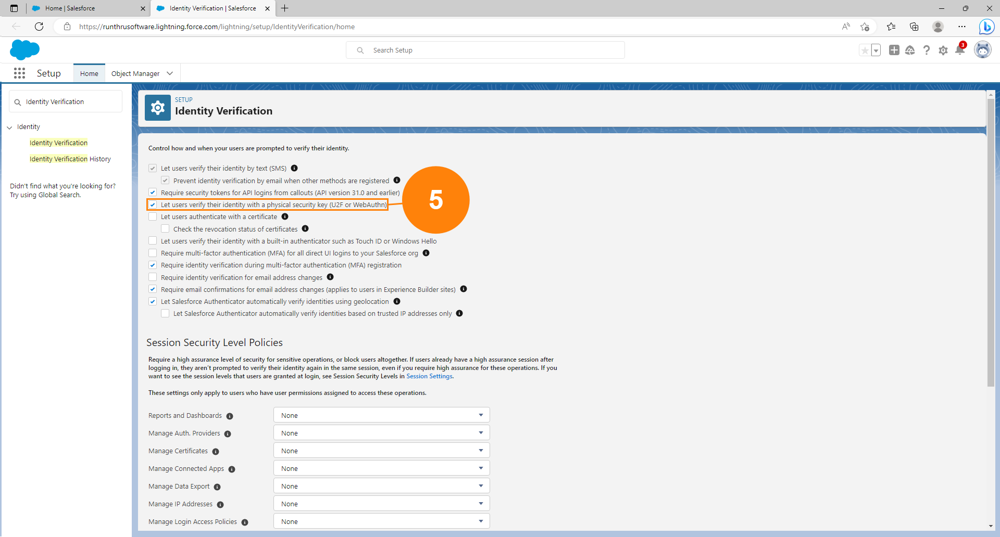 Home | Salesforce
Identity Verification | Salesforce
https://runthrusoftware.lightning.force.com/lightning/setup/IdentityVerification/home
Search Setup
3
Setup
Home
Object Manager
Identity Verification
Identity
Identity Verification
Identity Verification History
Didn't find what you're looking for?
Try using Global Search.
SETUP
Identity Verification
Control how and when your users are prompted to verify their identity.
Let users verify their identity by text (SMS)
Prevent identity verification by email when other methods are registered
Require security tokens for API logins from callouts (API version 31.0 and earlier)
Let users verify their identity with a physical security key (U2F or WebAuthn)
5
Let users authenticate with a certificate
Check the revocation status of certificates
Let users verify their identity with a built-in authenticator such as Touch ID or Windows Hello
Require multi-factor authentication (MFA) for all direct UI logins to your Salesforce org
Require identity verification during multi-factor authentication (MFA) registration
Require identity verification for email address changes
Require email confirmations for email address changes (applies to users in Experience Builder sites)
Let Salesforce Authenticator automatically verify identities using geolocation
Let Salesforce Authenticator automatically verify identities based on trusted IP addresses only
Session Security Level Policies
Require a high assurance level of security for sensitive operations, or block users altogether. If users already have a high assurance session after
logging in, they aren't prompted to verify their identity again in the same session, even if you require high assurance for these operations. If you
want to see the session levels that users are granted at login, see Session Security Levels in Session Settings.
These settings only apply to users who have user permissions assigned to access these operations.
Reports and Dashboards None
Manage Auth. Providers None
Manage Certificates None
Manage Connected Apps None
Manage Data Export None
Manage IP Addresses None
Manage Login Access Policies None